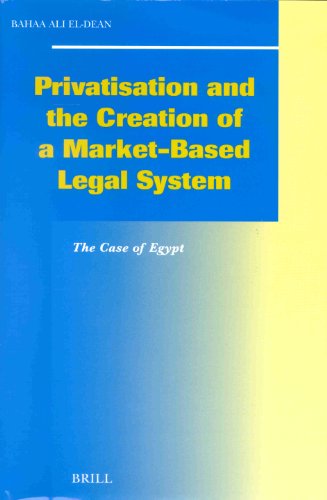 BAHAA ALI EL-DEAN
Privatisation and
the Creation of
a Market-Based
Legal System
The Case of Egypt
BRILL